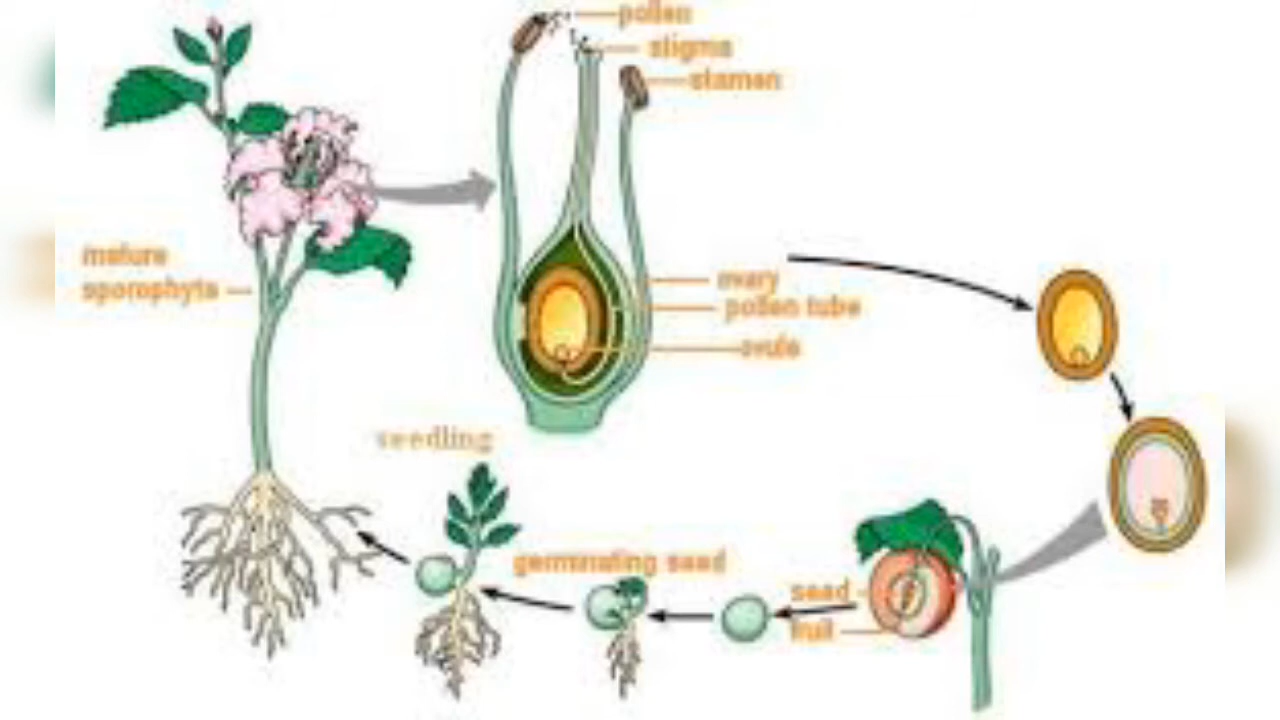 pollen
stigma
stamen
mature
sporophyte
ovary
pollen tube
ovule
seedling
germinating seed
seed
fruit